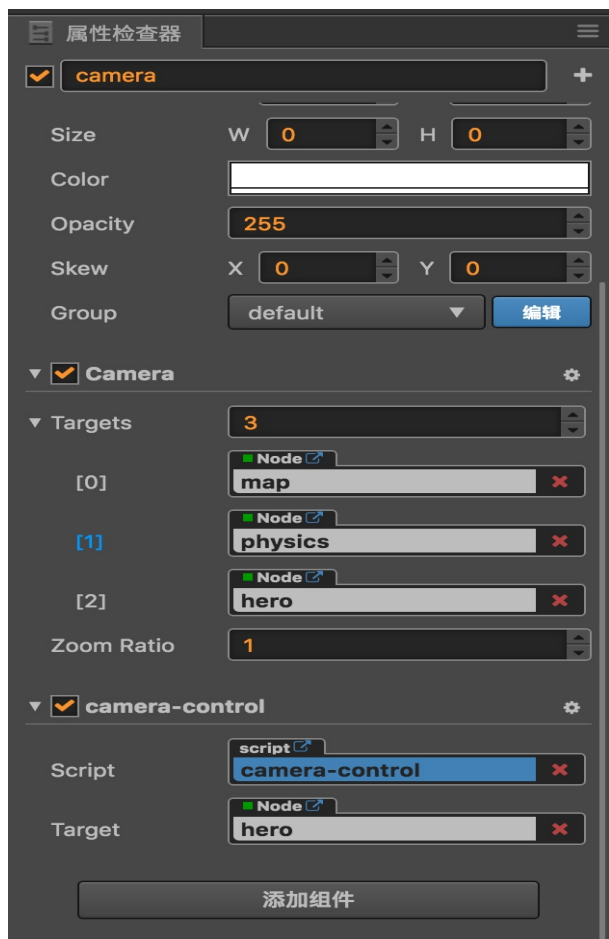 属性检查器
camera
Size W 0 H 0
Color
Opacity 255
Skew X 0 Y 0
Group default 编辑
Camera
Targets 3
Node
[0] map
Node
[1] physics
Node
[2] hero
Zoom Ratio 1
camera-control
script
Script camera-control
Node
Target hero
添加组件